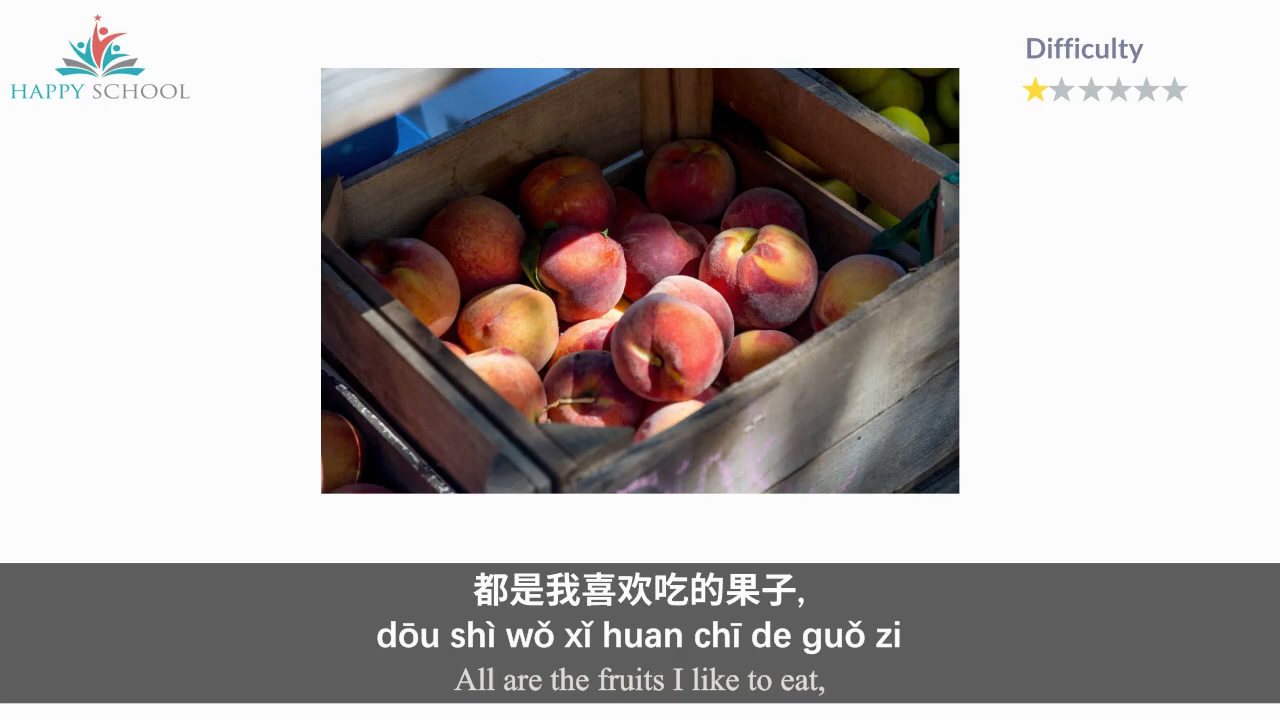 HAPPY SCHOOL
Difficulty
都是我喜欢吃的果子,
dōu shì wǒ xǐ huan chī de guǒ zi
All are the fruits I like to eat,